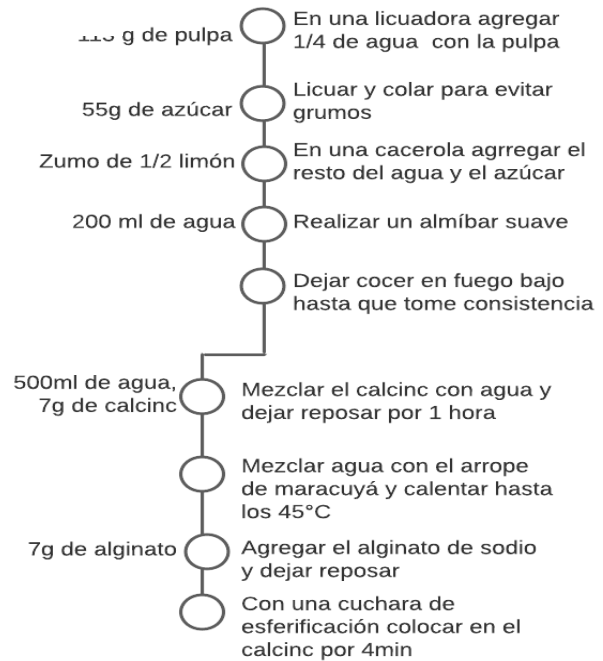 g de pulpa
En una licuadora agregar
1/4 de agua con la pulpa
55g de azúcar
Licuar y colar para evitar
grumos
Zumo de 1/2 limón
En una cacerola agrregar el
resto del agua y el azúcar
200 ml de agua
Realizar un almíbar suave
Dejar cocer en fuego bajo
hasta que tome consistencia
500ml de agua,
7g de calcinc
Mezclar el calcinc con agua y
dejar reposar por 1 hora
Mezclar agua con el arrope
de maracuyá y calentar hasta
los 45°C
7g de alginato
Agregar el alginato de sodio
y dejar reposar
Con una cuchara de
esferificación colocar en el
calcinc por 4min